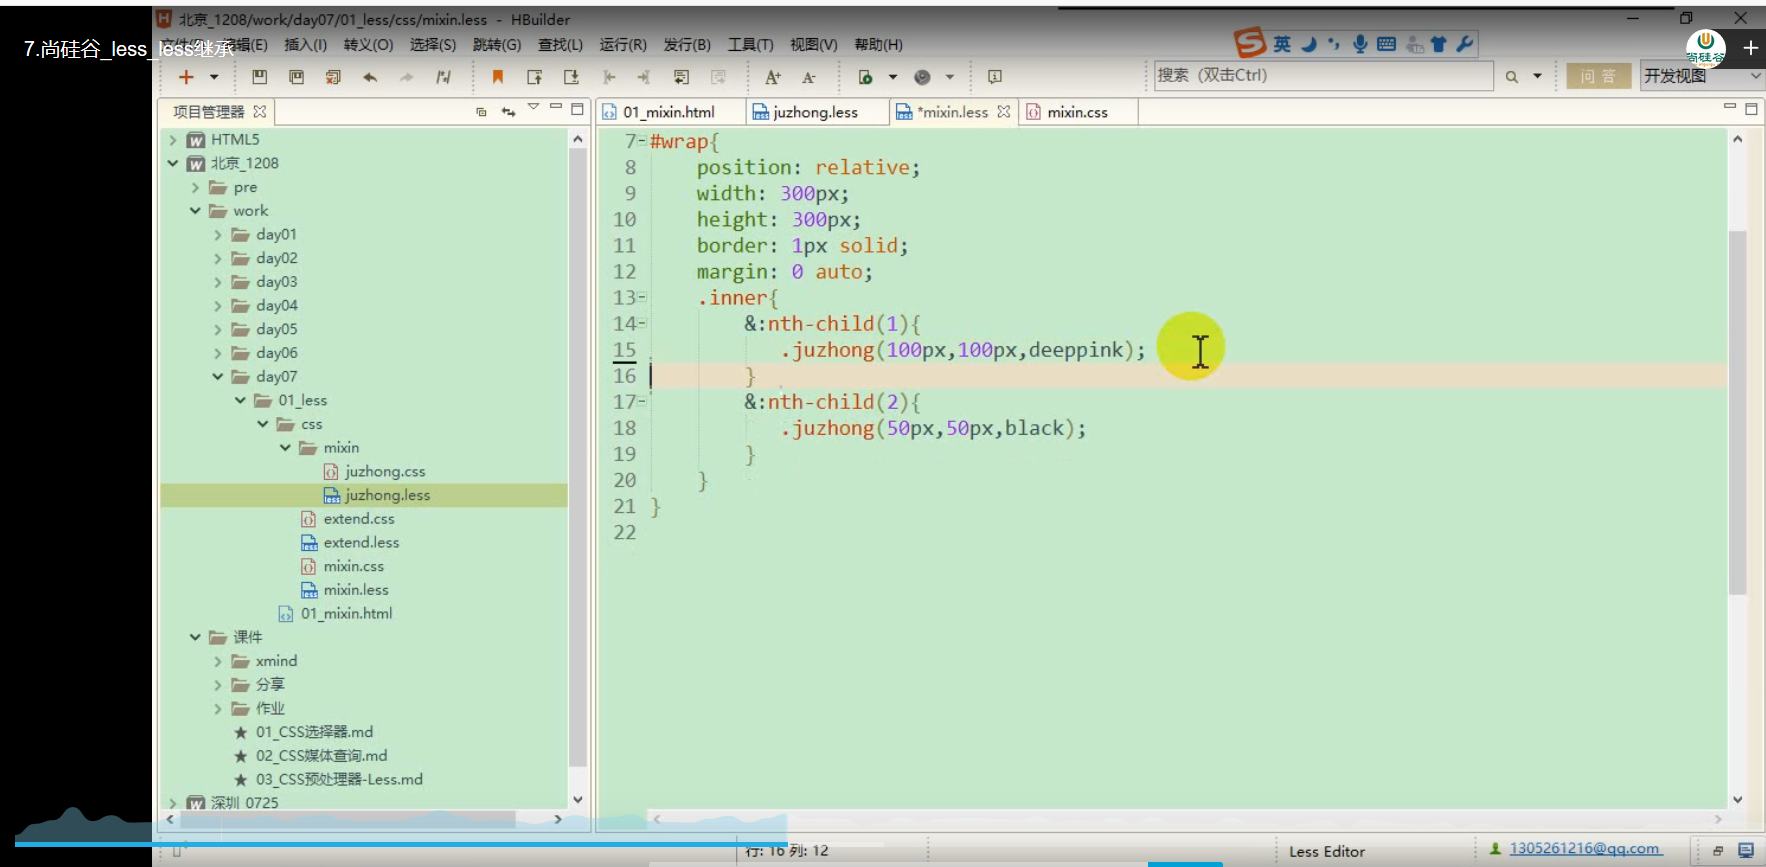 北京_1208/work/day07/01_less/css/mixin.less - HBuilder
7.尚硅谷_less_less继承
编辑(E) 插入(I) 转义(O) 选择(S) 跳转(G) 查找(L) 运行(R) 发行(B) 工具(T) 视图(V) 帮助(H)
英
尚硅谷
搜索 (双击Ctrl)
问答
开发视图
项目管理器
01_mixin.html
juzhong.less
*mixin.less
mixin.css
HTML5
北京_1208
pre
work
day01
day02
day03
day04
day05
day06
day07
01_less
css
mixin
juzhong.css
juzhong.less
extend.css
extend.less
mixin.css
mixin.less
01_mixin.html
课件
xmind
分享
作业
01_CSS选择器.md
02_CSS媒体查询.md
03_CSS预处理器-Less.md
深圳_0725
7 #wrap{
8 position: relative;
9 width: 300px;
10 height: 300px;
11 border: 1px solid;
12 margin: 0 auto;
13 .inner{
14 &:nth-child(1){
15 .juzhong(100px,100px,deeppink);
16 }
17 &:nth-child(2){
18 .juzhong(50px,50px,black);
19 }
20 }
21 }
22
行: 16 列: 12
Less Editor
1305261216@qq.com